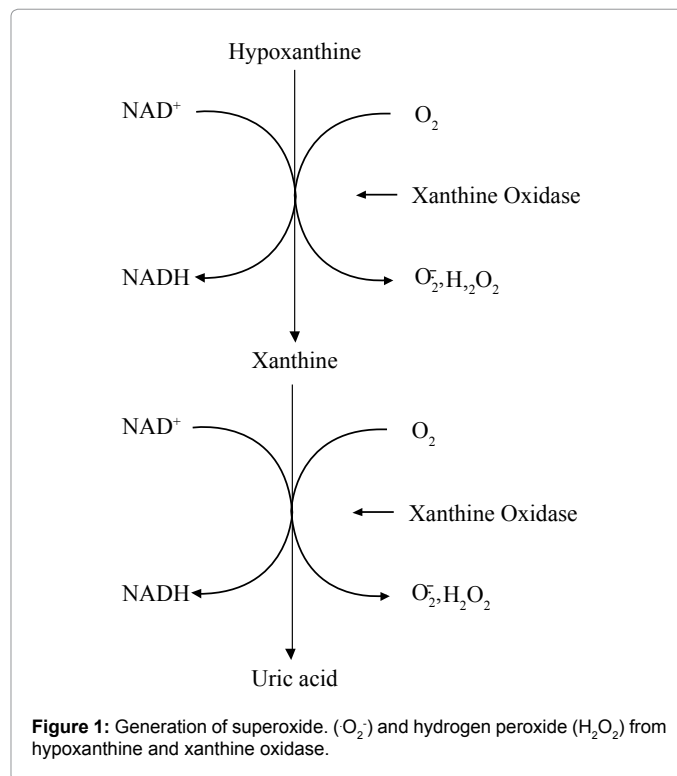 Hypoxanthine
NAD⁺ O₂
Xanthine Oxidase
NADH O₂⁻,H,₂O₂
Xanthine
NAD⁺ O₂
Xanthine Oxidase
NADH O₂⁻,H₂O₂
Uric acid
Figure 1: Generation of superoxide. (·O₂⁻) and hydrogen peroxide (H₂O₂) from
hypoxanthine and xanthine oxidase.